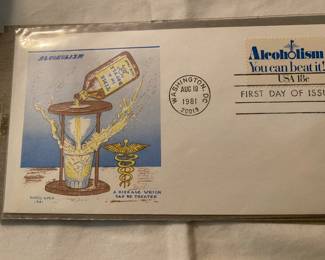 ALCOHOLISM
A DISEASE WHICH
CAN BE TREATED
1981
WASHINGTON, DC
AUG 19
1981
20013
Alcoholism
You can beat it!
USA 18c
FIRST DAY OF ISSUE